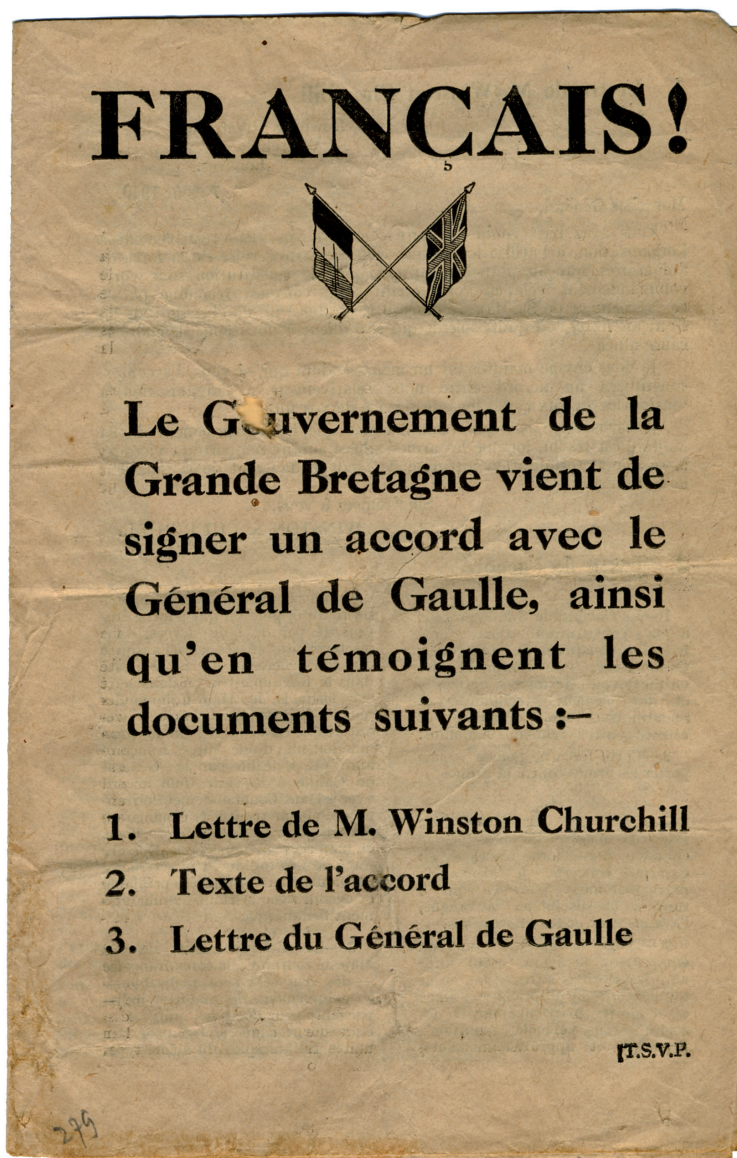 FRANÇAIS!
Le Gouvernement de la
Grande Bretagne vient de
signer un accord avec le
Général de Gaulle, ainsi
qu'en témoignent les
documents suivants :—
1. Lettre de M. Winston Churchill
2. Texte de l'accord
3. Lettre du Général de Gaulle
[T.S.V.P.
279